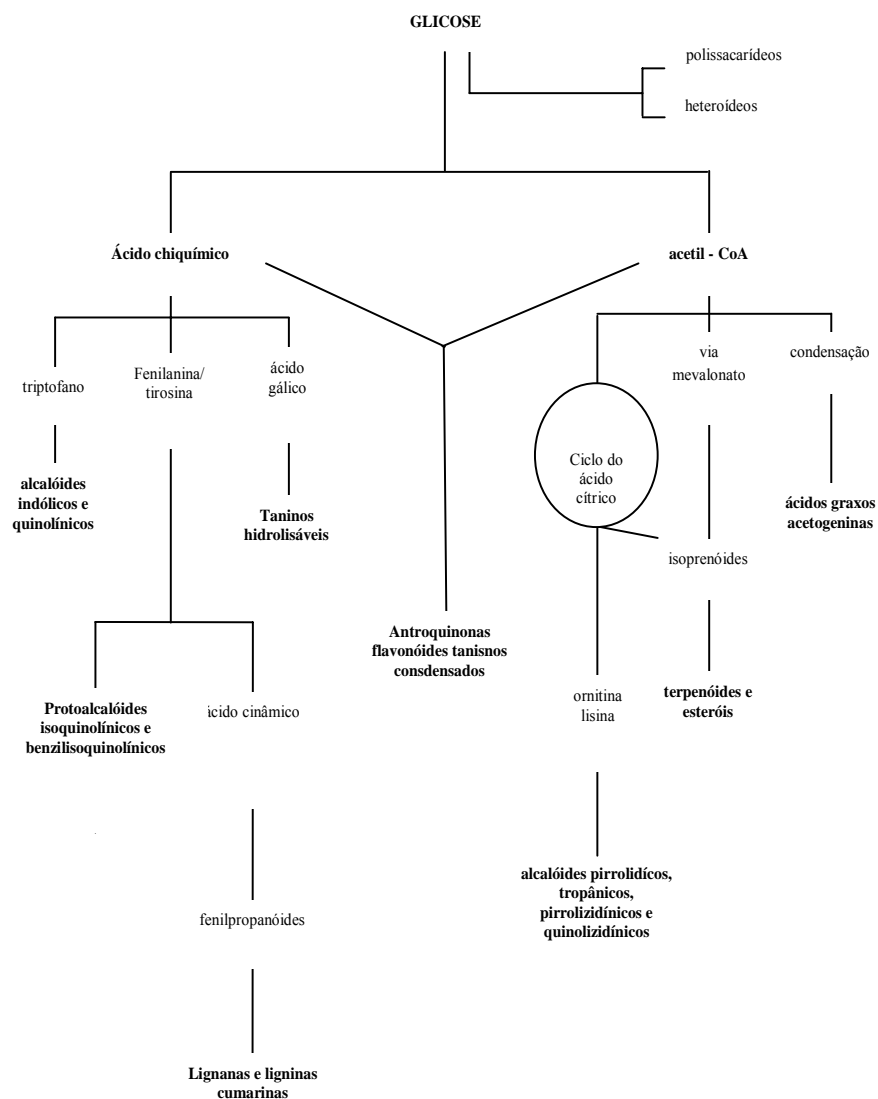 GLICOSE
polissacarídeos
heteroídeos
Ácido chiquímico
acetil - CoA
triptofano
Fenilanina/
tirosina
ácido
gálico
via
mevalonato
condensação
alcalóides
indólicos e
quinolínicos
Taninos
hidrolisáveis
Ciclo do
ácido
cítrico
ácidos graxos
acetogeninas
isoprenóides
Antroquinonas
flavonóides tanisnos
consdensados
Protoalcalóides
isoquinolínicos e
benzilisoquinolínicos
ácido cinâmico
ornitina
lisina
terpenóides e
esteróis
alcalóides pirrolidícos,
tropânicos,
pirrolizidínicos e
quinolizidínicos
fenilpropanóides
Lignanas e ligninas
cumarinas